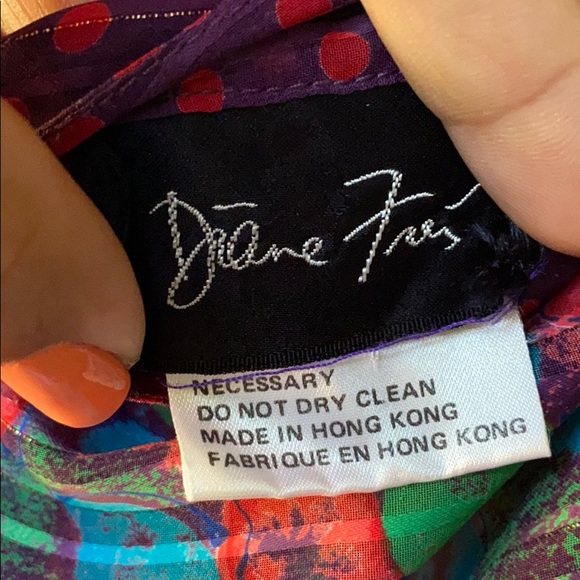 Diane Freis
NECESSARY
DO NOT DRY CLEAN
MADE IN HONG KONG
FABRIQUE EN HONG KONG